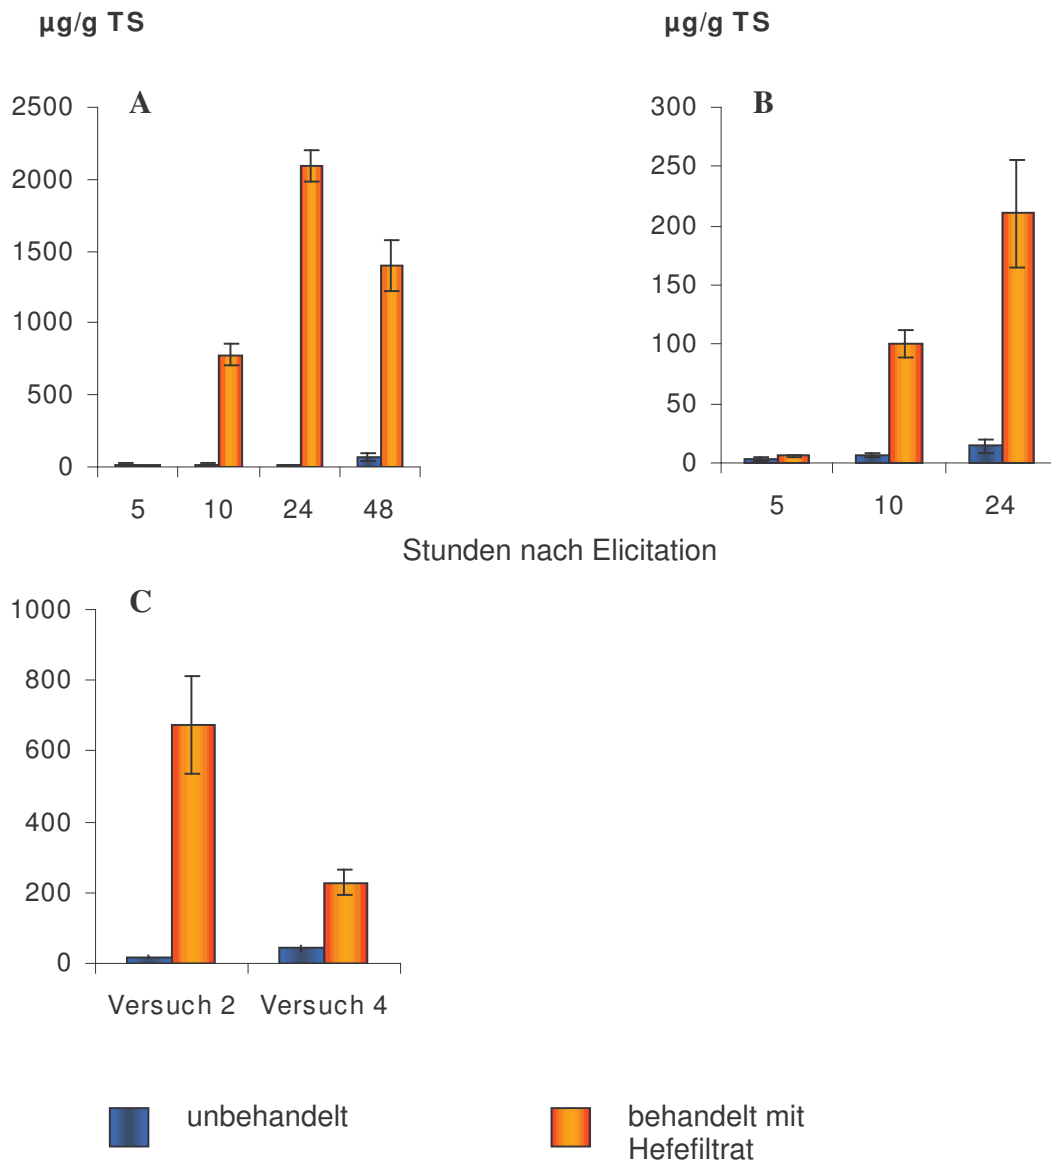 µg/g TS
µg/g TS
A
2500
2000
1500
1000
500
0
5 10 24 48
B
300
250
200
150
100
50
0
5 10 24
Stunden nach Elicitation
C
1000
800
600
400
200
0
Versuch 2 Versuch 4
unbehandelt
behandelt mit
Hefefiltrat